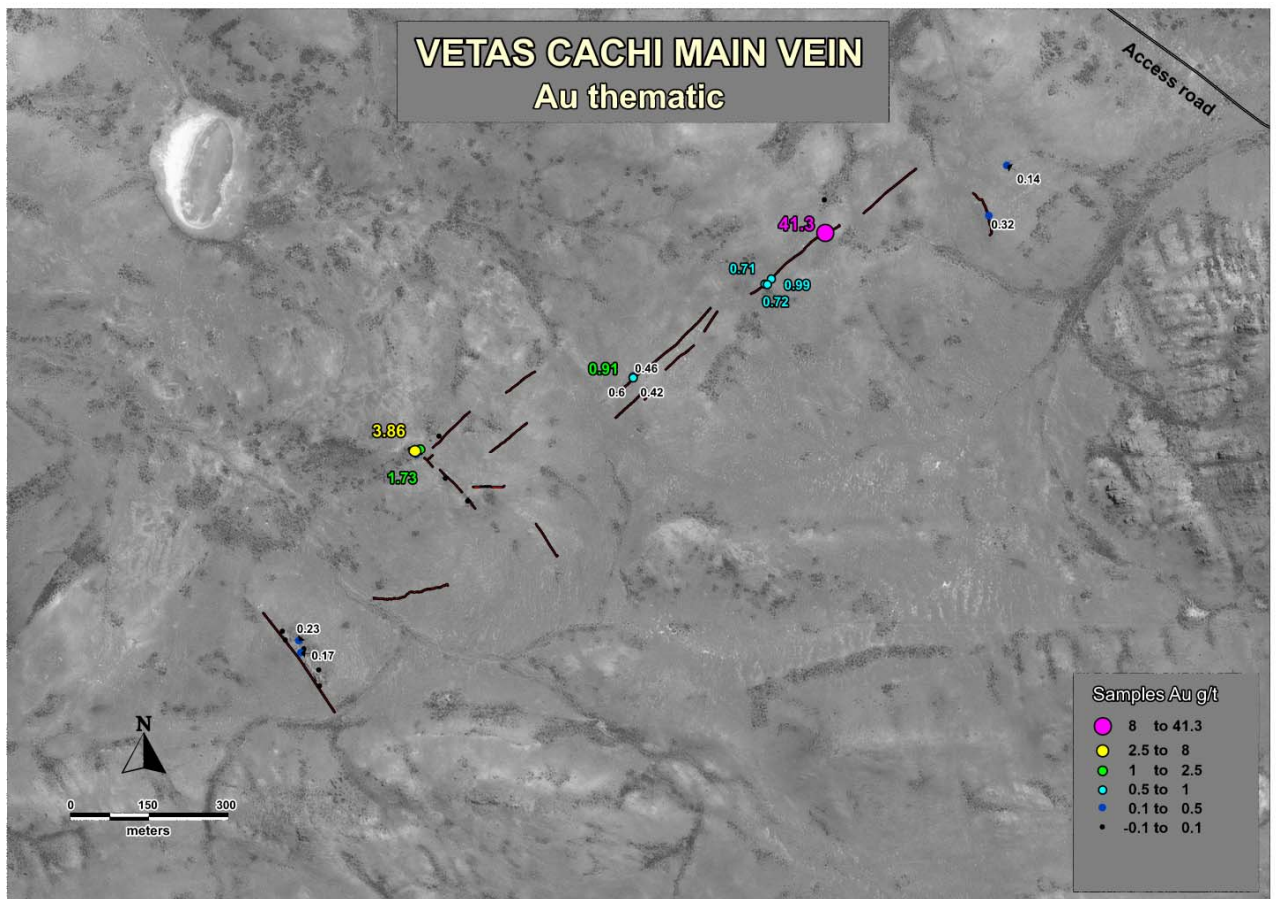 VETAS CACHI MAIN VEIN
Au thematic
Access road
0.14
0.32
41.3
0.71
0.99
0.72
0.91
0.46
0.6
0.42
3.86
1.73
0.23
0.17
N
0 150 300
meters
Samples Au g/t
8 to 41.3
2.5 to 8
1 to 2.5
0.5 to 1
0.1 to 0.5
-0.1 to 0.1